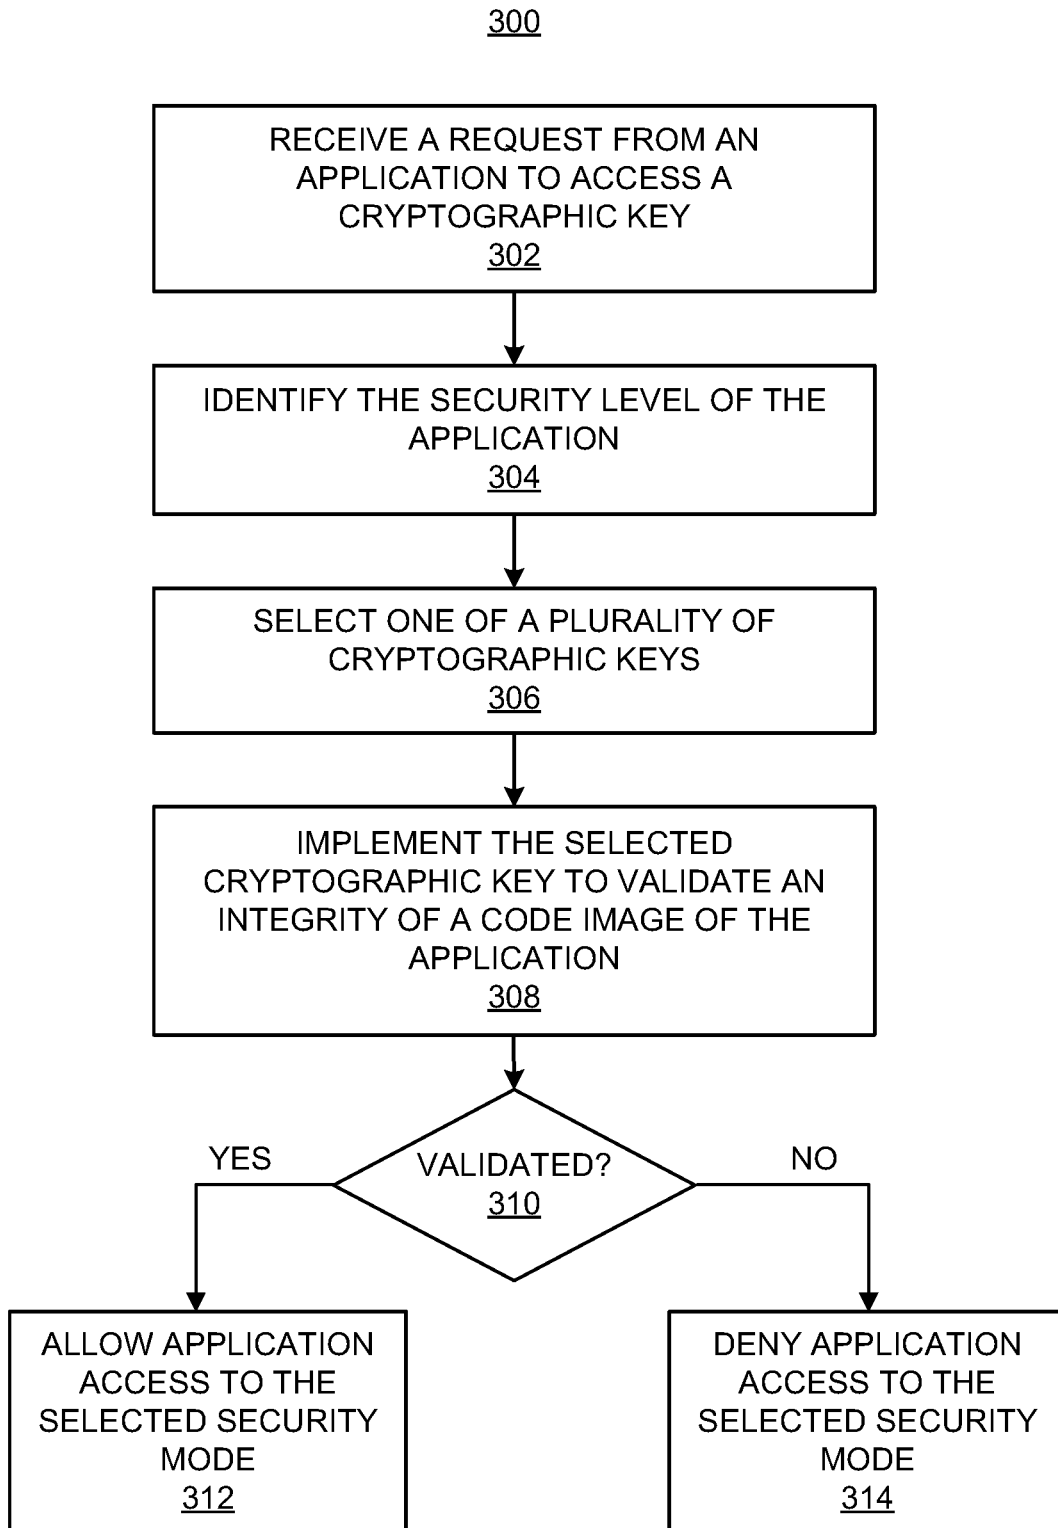 300
RECEIVE A REQUEST FROM AN
APPLICATION TO ACCESS A
CRYPTOGRAPHIC KEY
302
IDENTIFY THE SECURITY LEVEL OF THE
APPLICATION
304
SELECT ONE OF A PLURALITY OF
CRYPTOGRAPHIC KEYS
306
IMPLEMENT THE SELECTED
CRYPTOGRAPHIC KEY TO VALIDATE AN
INTEGRITY OF A CODE IMAGE OF THE
APPLICATION
308
VALIDATED?
310
YES
NO
ALLOW APPLICATION
ACCESS TO THE
SELECTED SECURITY
MODE
312
DENY APPLICATION
ACCESS TO THE
SELECTED SECURITY
MODE
314